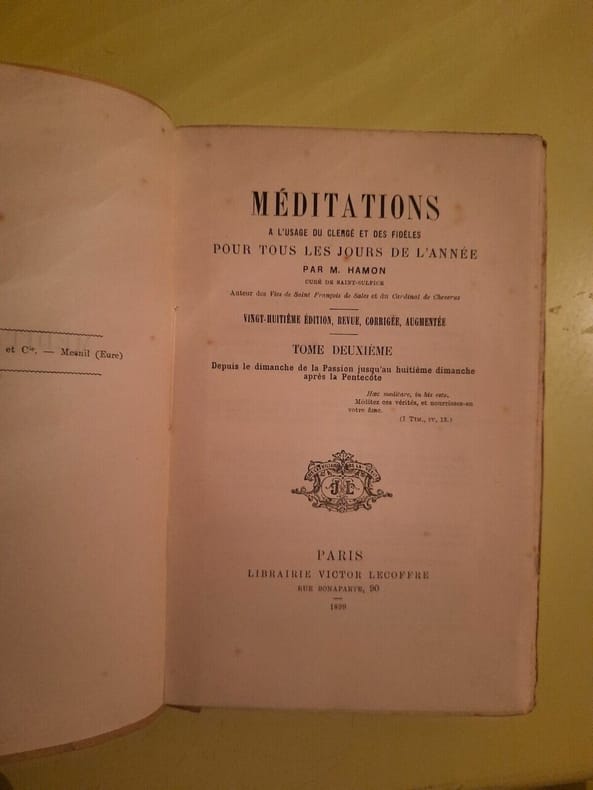 et Cie. — Mesnil (Eure)
MÉDITATIONS
A L'USAGE DU CLERGÉ ET DES FIDÈLES
POUR TOUS LES JOURS DE L'ANNÉE
PAR M. HAMON
CURÉ DE SAINT-SULPICE
Auteur des Vies de Saint François de Sales et du Cardinal de Cheverus
VINGT-HUITIÈME ÉDITION, REVUE, CORRIGÉE, AUGMENTÉE
TOME DEUXIÈME
Depuis le dimanche de la Passion jusqu'au huitième dimanche
après la Pentecôte
Hæc meditare, in his esto.
Méditez ces vérités, et nourrissez-en
votre âme.
(I TIM., IV, 15.)
PARIS
LIBRAIRIE VICTOR LECOFFRE
RUE BONAPARTE, 90
1899